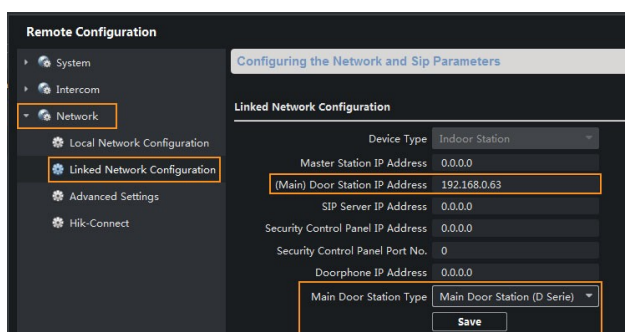 Remote Configuration
System
Intercom
Network
Local Network Configuration
Linked Network Configuration
Advanced Settings
Hik-Connect
Configuring the Network and Sip Parameters
Linked Network Configuration
Device Type Indoor Station
Master Station IP Address 0.0.0.0
(Main) Door Station IP Address 192.168.0.63
SIP Server IP Address 0.0.0.0
Security Control Panel IP Address 0.0.0.0
Security Control Panel Port No. 0
Doorphone IP Address 0.0.0.0
Main Door Station Type Main Door Station (D Serie)
Save